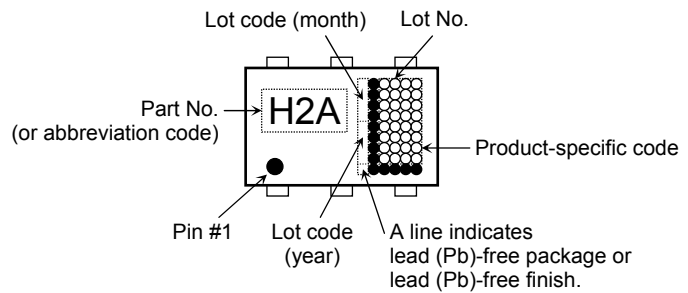 Lot code (month)
Lot No.
Part No.
(or abbreviation code)
H2A
Product-specific code
Pin #1
Lot code
(year)
A line indicates
lead (Pb)-free package or
lead (Pb)-free finish.